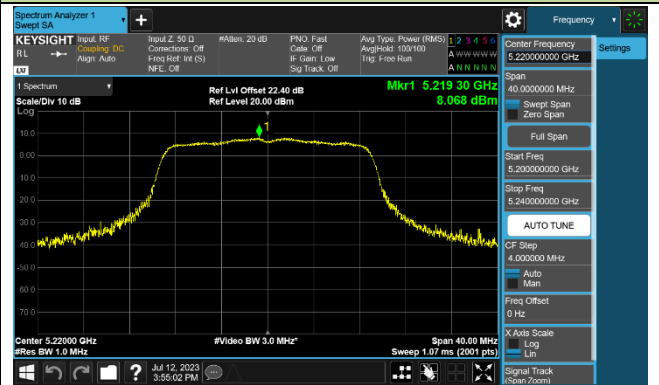 Spectrum Analyzer 1
Swept SA
Frequency
KEYSIGHT
RL
LXI
Input: RF
Coupling: DC
Align: Auto
Input Z: 50 Ω
Corrections: Off
Freq Ref: Int (S)
NFE: Off
#Atten: 20 dB
PNO: Fast
Gate: Off
IF Gain: Low
Sig Track: Off
Avg Type: Power (RMS)
Avg|Hold: 100/100
Trig: Free Run
1 2 3 4 5 6
A W W W W W
A N N N N N
Center Frequency
5.220000000 GHz
Settings
Span
40.0000000 MHz
Swept Span
Zero Span
Full Span
Start Freq
5.200000000 GHz
Stop Freq
5.240000000 GHz
AUTO TUNE
CF Step
4.000000 MHz
Auto
Man
Freq Offset
0 Hz
X Axis Scale
Log
Lin
Signal Track
(Span Zoom)
1 Spectrum
Scale/Div 10 dB
Log
Ref Lvl Offset 22.40 dB
Ref Level 20.00 dBm
Mkr1 5.219 30 GHz
8.068 dBm
1
10.0
0.00
-10.0
-20.0
-30.0
-40.0
-50.0
-60.0
-70.0
Center 5.22000 GHz
#Res BW 1.0 MHz
#Video BW 3.0 MHz*
Span 40.00 MHz
Sweep 1.07 ms (2001 pts)
?
Jul 12, 2023
3:55:02 PM